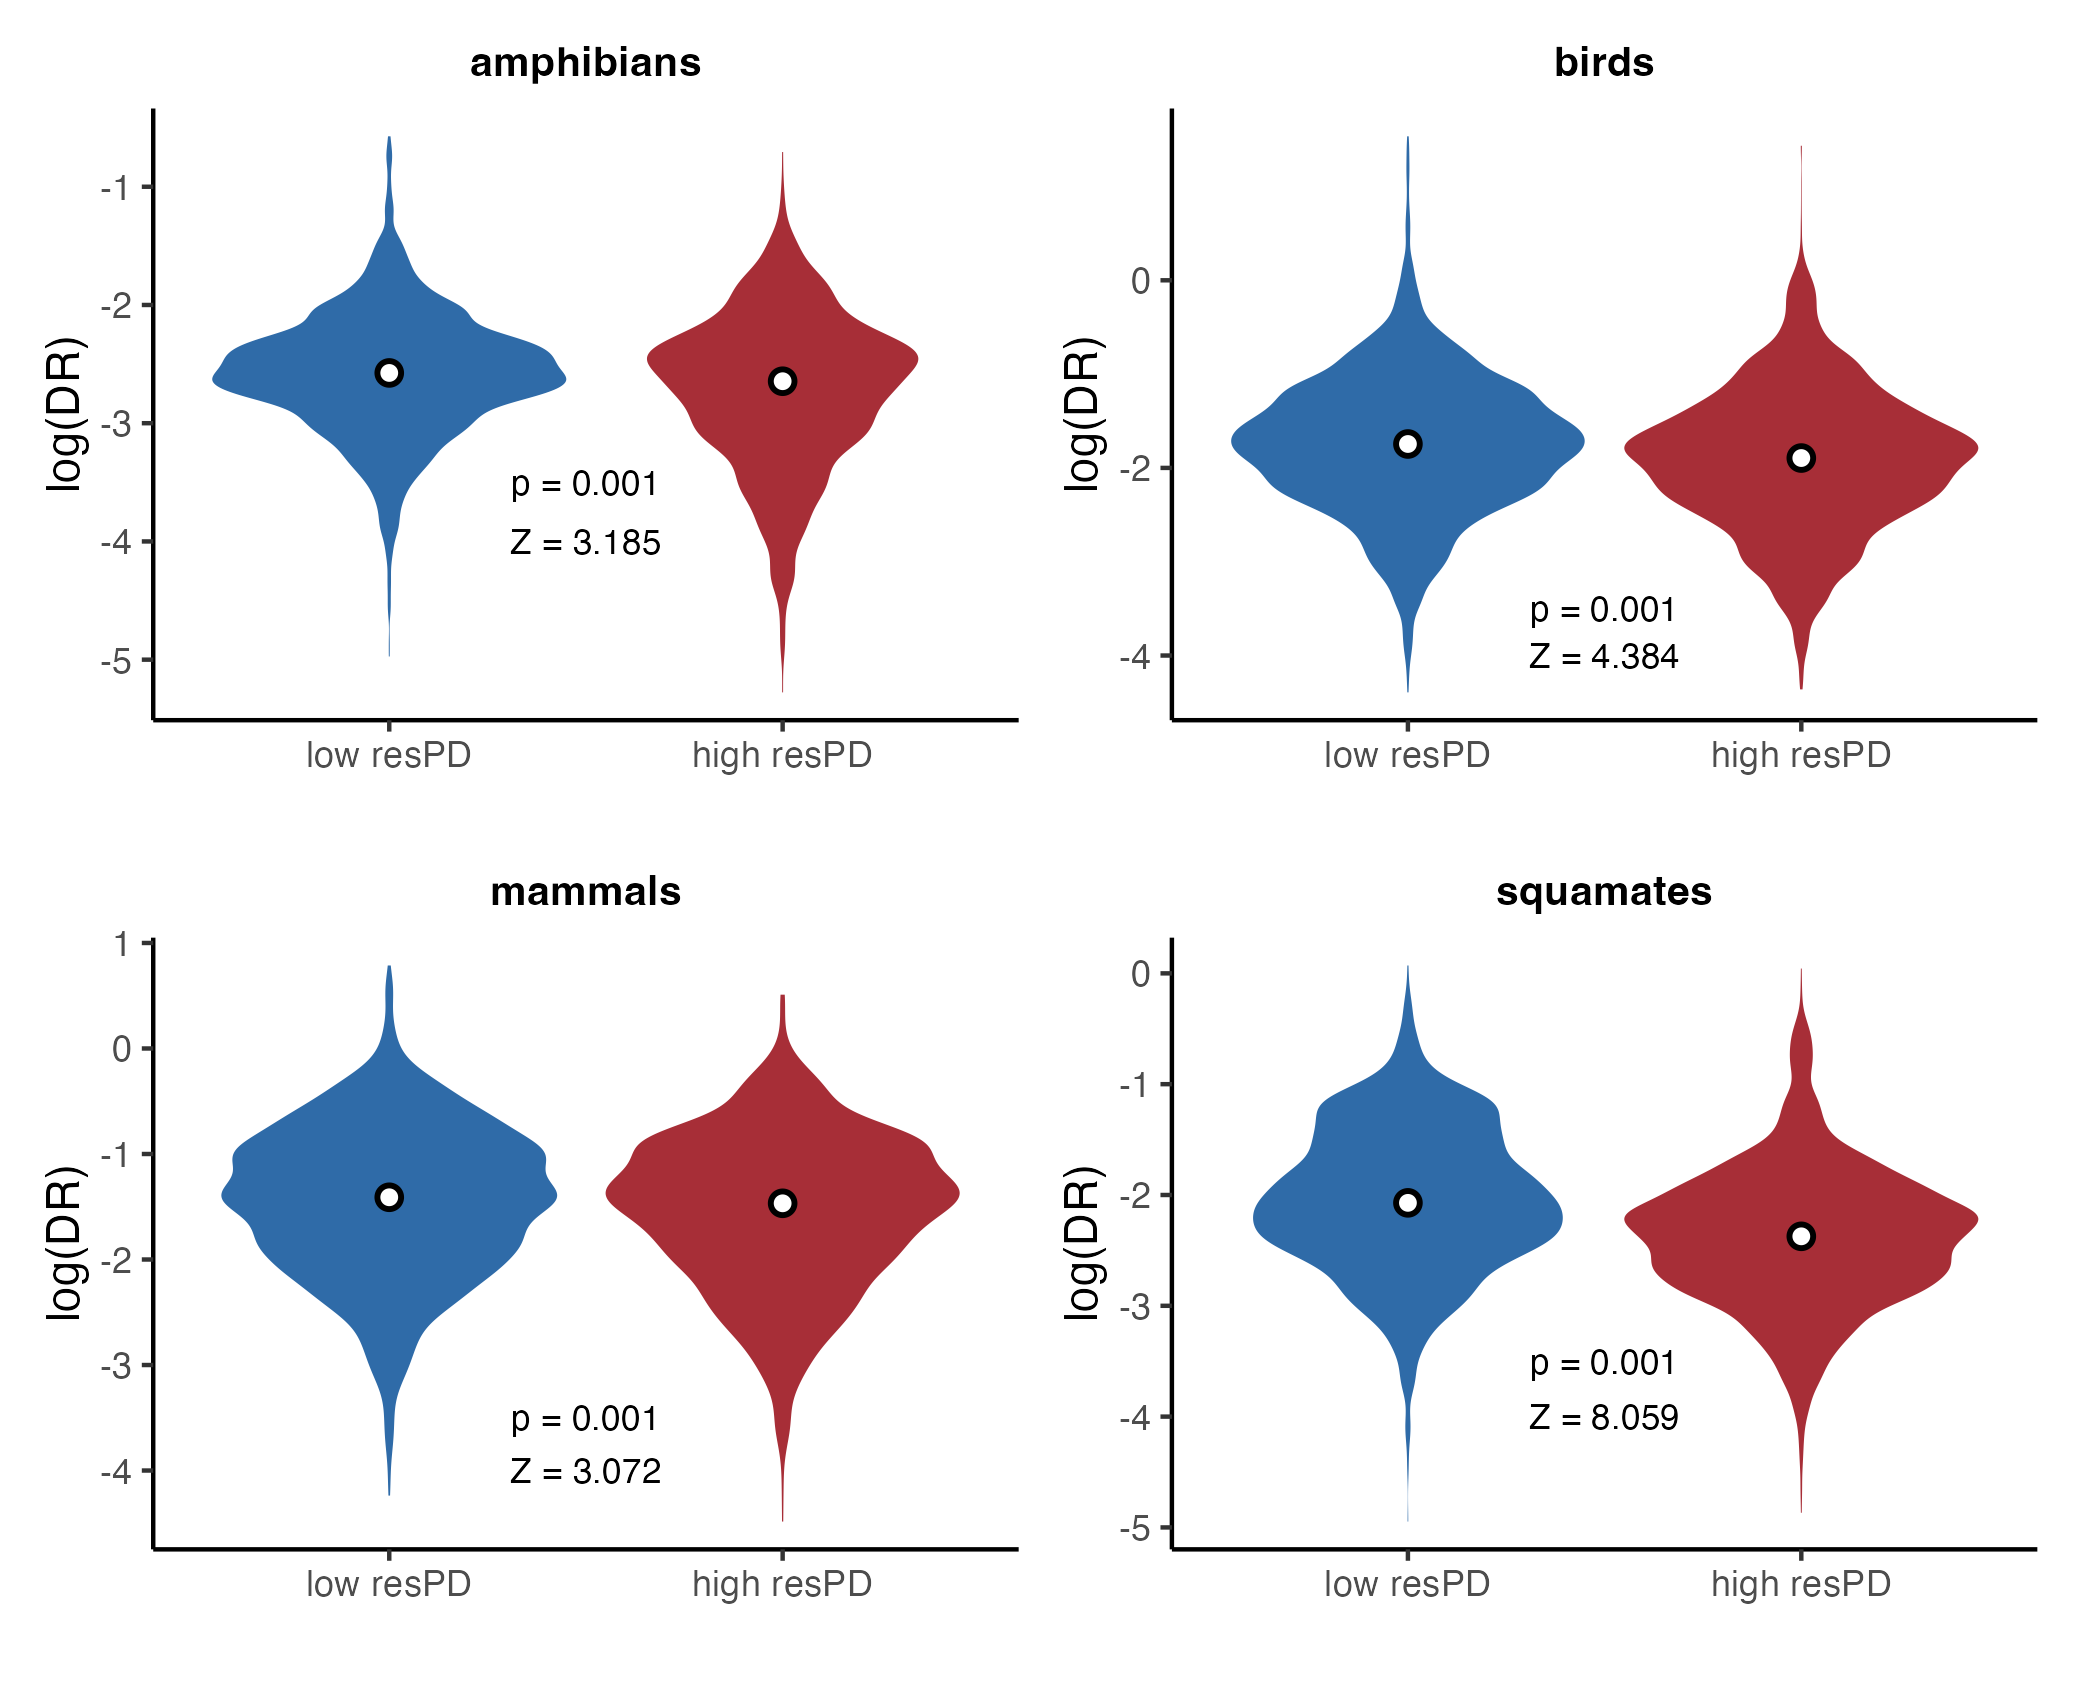 amphibians
log(DR)
-1
-2
-3
-4
-5
p = 0.001
Z = 3.185
low resPD
high resPD
birds
log(DR)
0
-2
-4
p = 0.001
Z = 4.384
low resPD
high resPD
mammals
log(DR)
1
0
-1
-2
-3
-4
p = 0.001
Z = 3.072
low resPD
high resPD
squamates
log(DR)
0
-1
-2
-3
-4
-5
p = 0.001
Z = 8.059
low resPD
high resPD